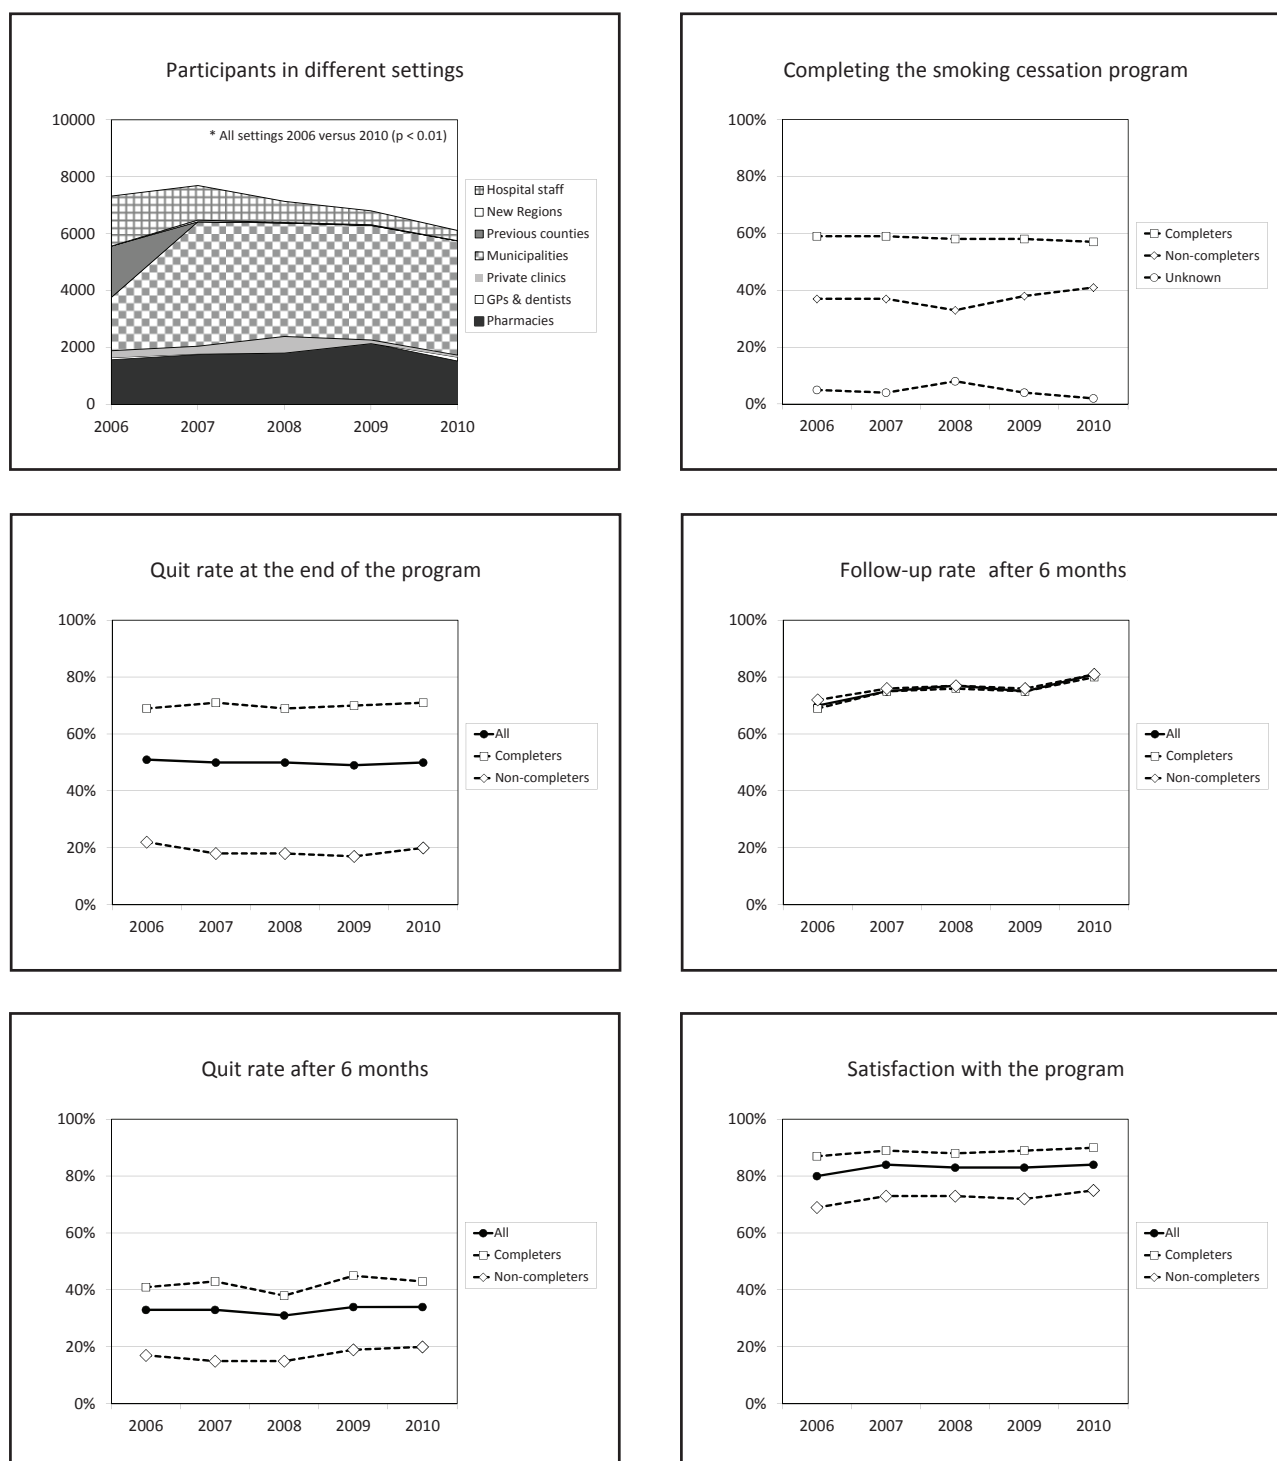 Participants in different settings
* All settings 2006 versus 2010 (p < 0.01)
10000
8000
6000
4000
2000
0
2006 2007 2008 2009 2010
Hospital staff
New Regions
Previous counties
Municipalities
Private clinics
GPs & dentists
Pharmacies
Completing the smoking cessation program
100%
80%
60%
40%
20%
0%
2006 2007 2008 2009 2010
Completers
Non-completers
Unknown
Quit rate at the end of the program
100%
80%
60%
40%
20%
0%
2006 2007 2008 2009 2010
All
Completers
Non-completers
Follow-up rate after 6 months
100%
80%
60%
40%
20%
0%
2006 2007 2008 2009 2010
All
Completers
Non-completers
Quit rate after 6 months
100%
80%
60%
40%
20%
0%
2006 2007 2008 2009 2010
All
Completers
Non-completers
Satisfaction with the program
100%
80%
60%
40%
20%
0%
2006 2007 2008 2009 2010
All
Completers
Non-completers